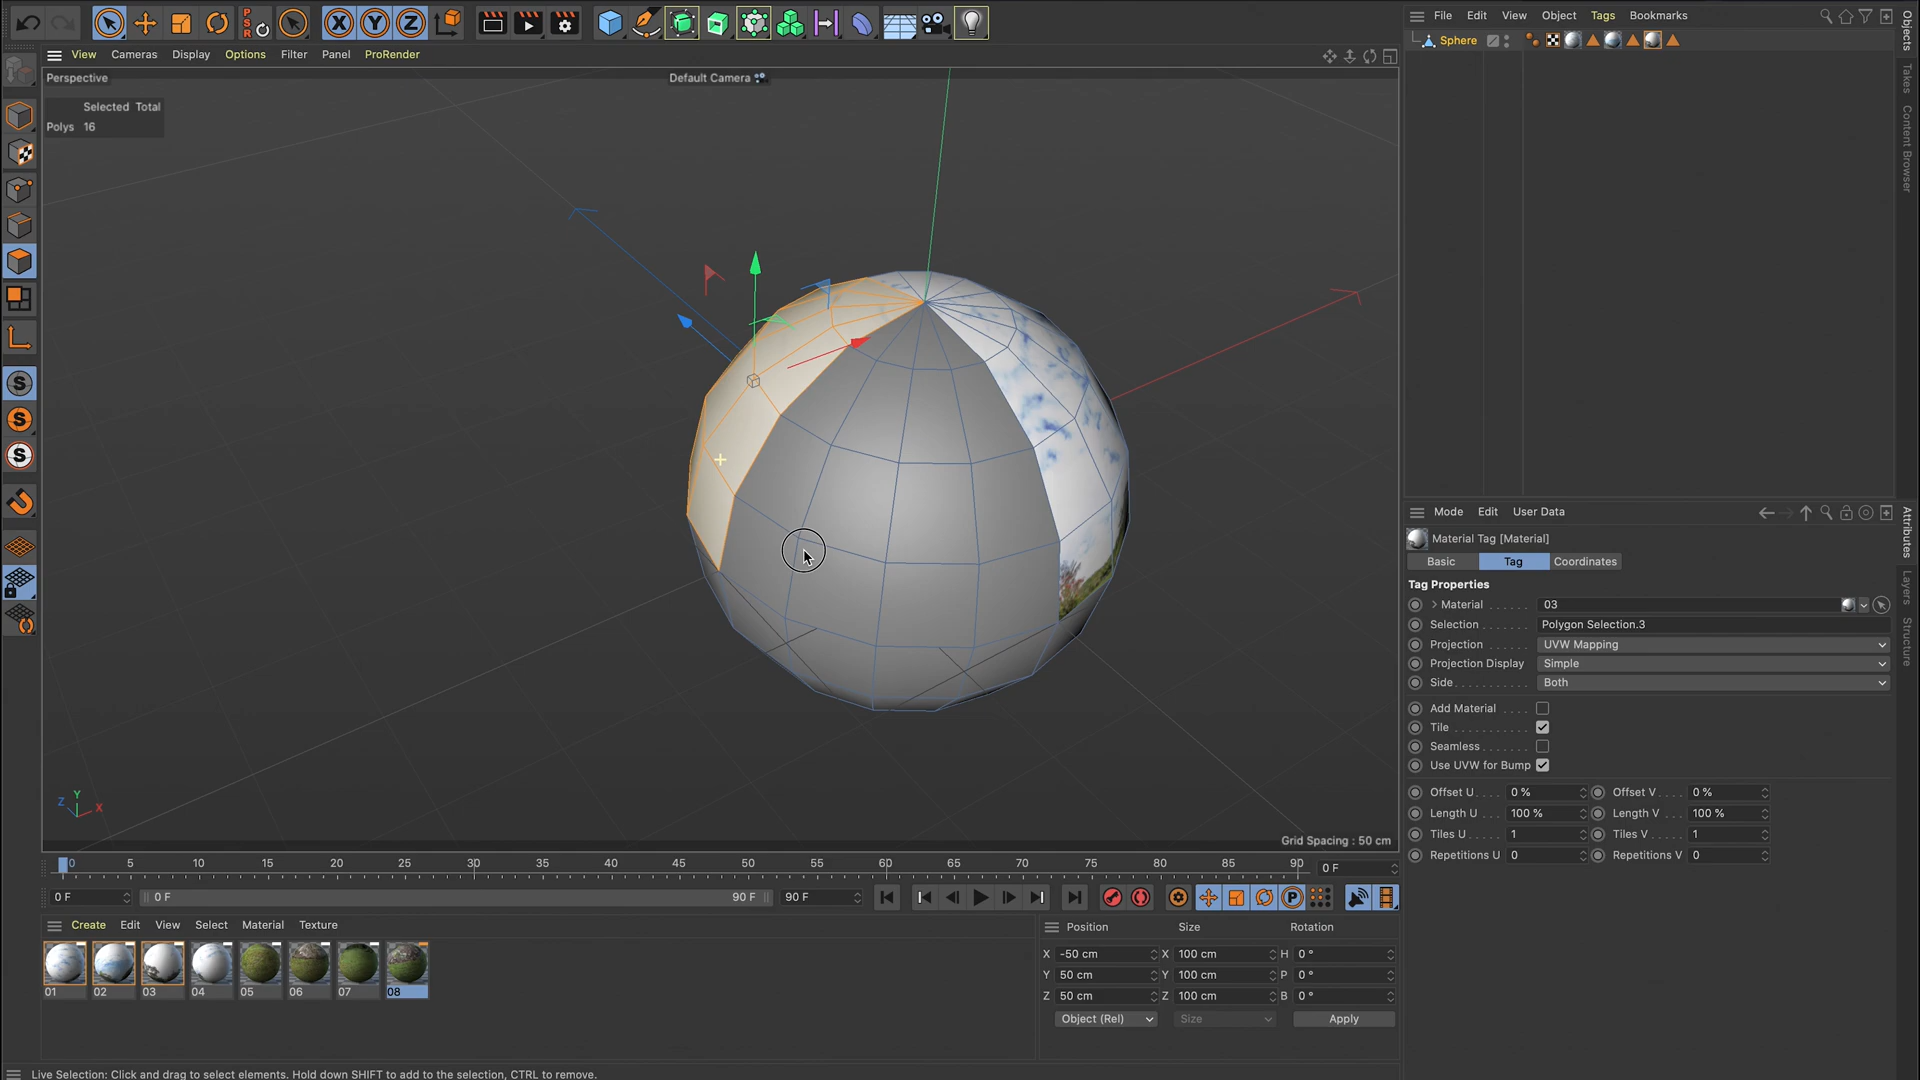 P
S
R
X Y Z
File Edit View Object Tags Bookmarks
Sphere
View Cameras Display Options Filter Panel ProRender
Perspective
Default Camera
Selected Total
Polys 16
S
S
S
Y
Z
X
Grid Spacing : 50 cm
Objects
Takes
Content Browser
Attributes
Layers
Structure
Mode Edit User Data
Material Tag [Material]
Basic Tag Coordinates
Tag Properties
Material 03
Selection Polygon Selection.3
Projection UVW Mapping
Projection Display Simple
Side Both
Add Material
Tile
Seamless
Use UVW for Bump
Offset U 0 % Offset V 0 %
Length U 100 % Length V 100 %
Tiles U 1 Tiles V 1
Repetitions U 0 Repetitions V 0
0 5 10 15 20 25 30 35 40 45 50 55 60 65 70 75 80 85 90 0 F
0 F 0 F 90 F 90 F
P
Create Edit View Select Material Texture
01 02 03 04 05 06 07 08
Position Size Rotation
X -50 cm X 100 cm H 0 °
Y 50 cm Y 100 cm P 0 °
Z 50 cm Z 100 cm B 0 °
Object (Rel) Size Apply
Live Selection: Click and drag to select elements. Hold down SHIFT to add to the selection, CTRL to remove.